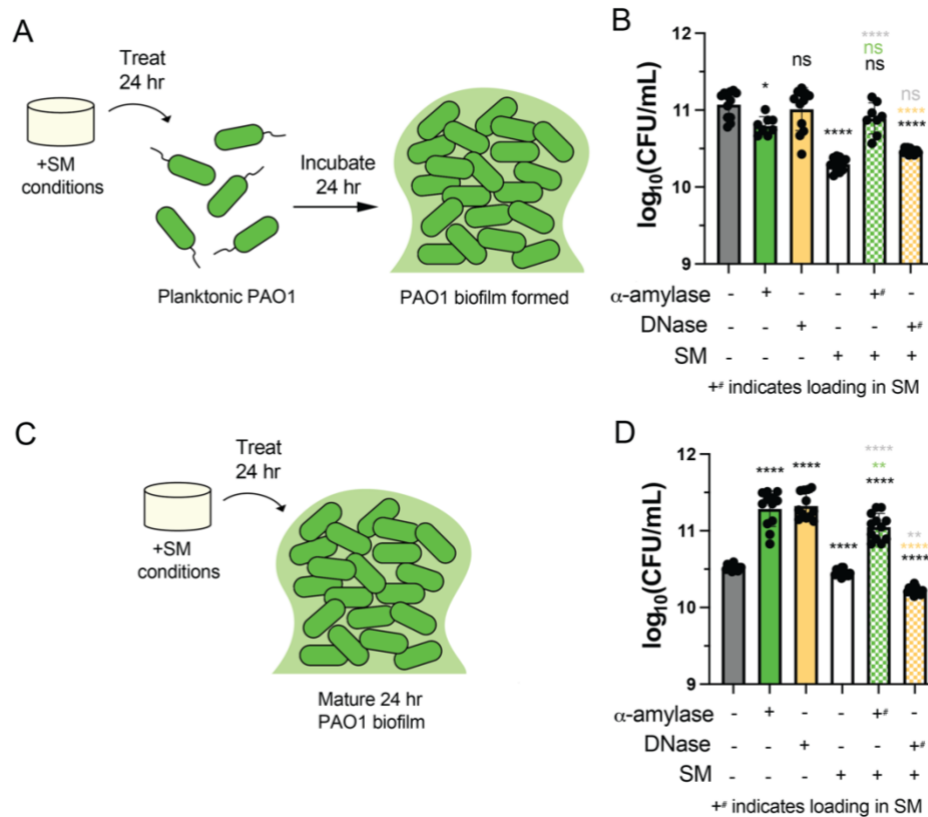 A
Treat
24 hr
+SM
conditions
Incubate
24 hr
Planktonic PAO1
PAO1 biofilm formed
B
log₁₀(CFU/mL)
12
11
10
9
*
ns
****
****
ns
ns
ns
****
****
α-amylase - + - - +# -
DNase - - + - - +#
SM - - - + + +
+# indicates loading in SM
C
Treat
24 hr
+SM
conditions
Mature 24 hr
PAO1 biofilm
D
log₁₀(CFU/mL)
12
11
10
9
****
****
****
****
**
****
**
****
****
α-amylase - + - - +# -
DNase - - + - - +#
SM - - - + + +
+# indicates loading in SM